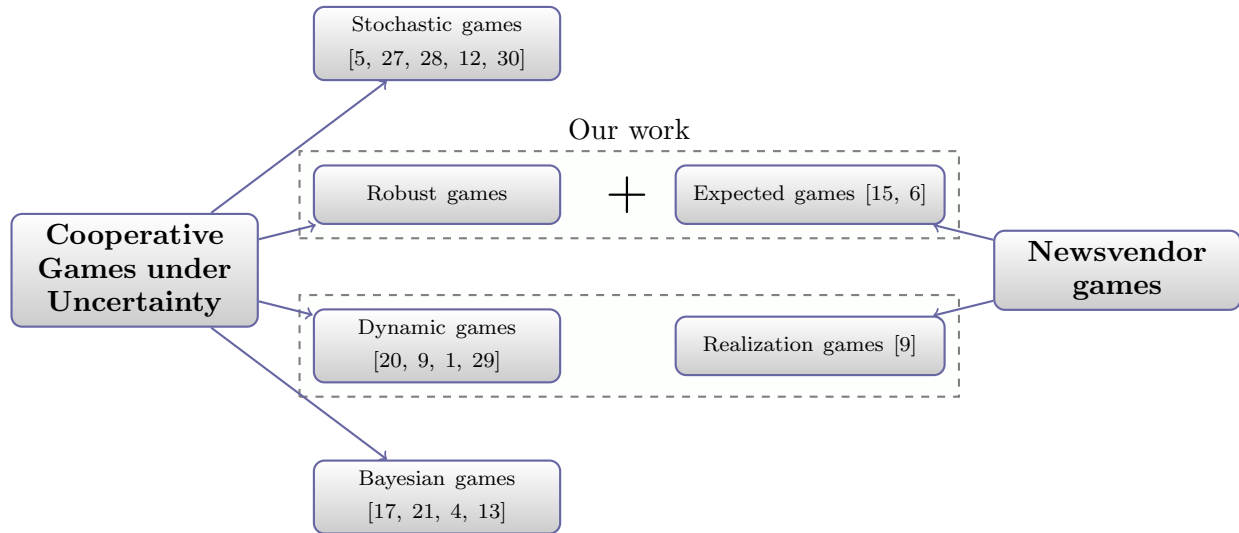 Stochastic games
[5, 27, 28, 12, 30]
Our work
Robust games
+
Expected games [15, 6]
Cooperative
Games under
Uncertainty
Newsvendor
games
Dynamic games
[20, 9, 1, 29]
Realization games [9]
Bayesian games
[17, 21, 4, 13]